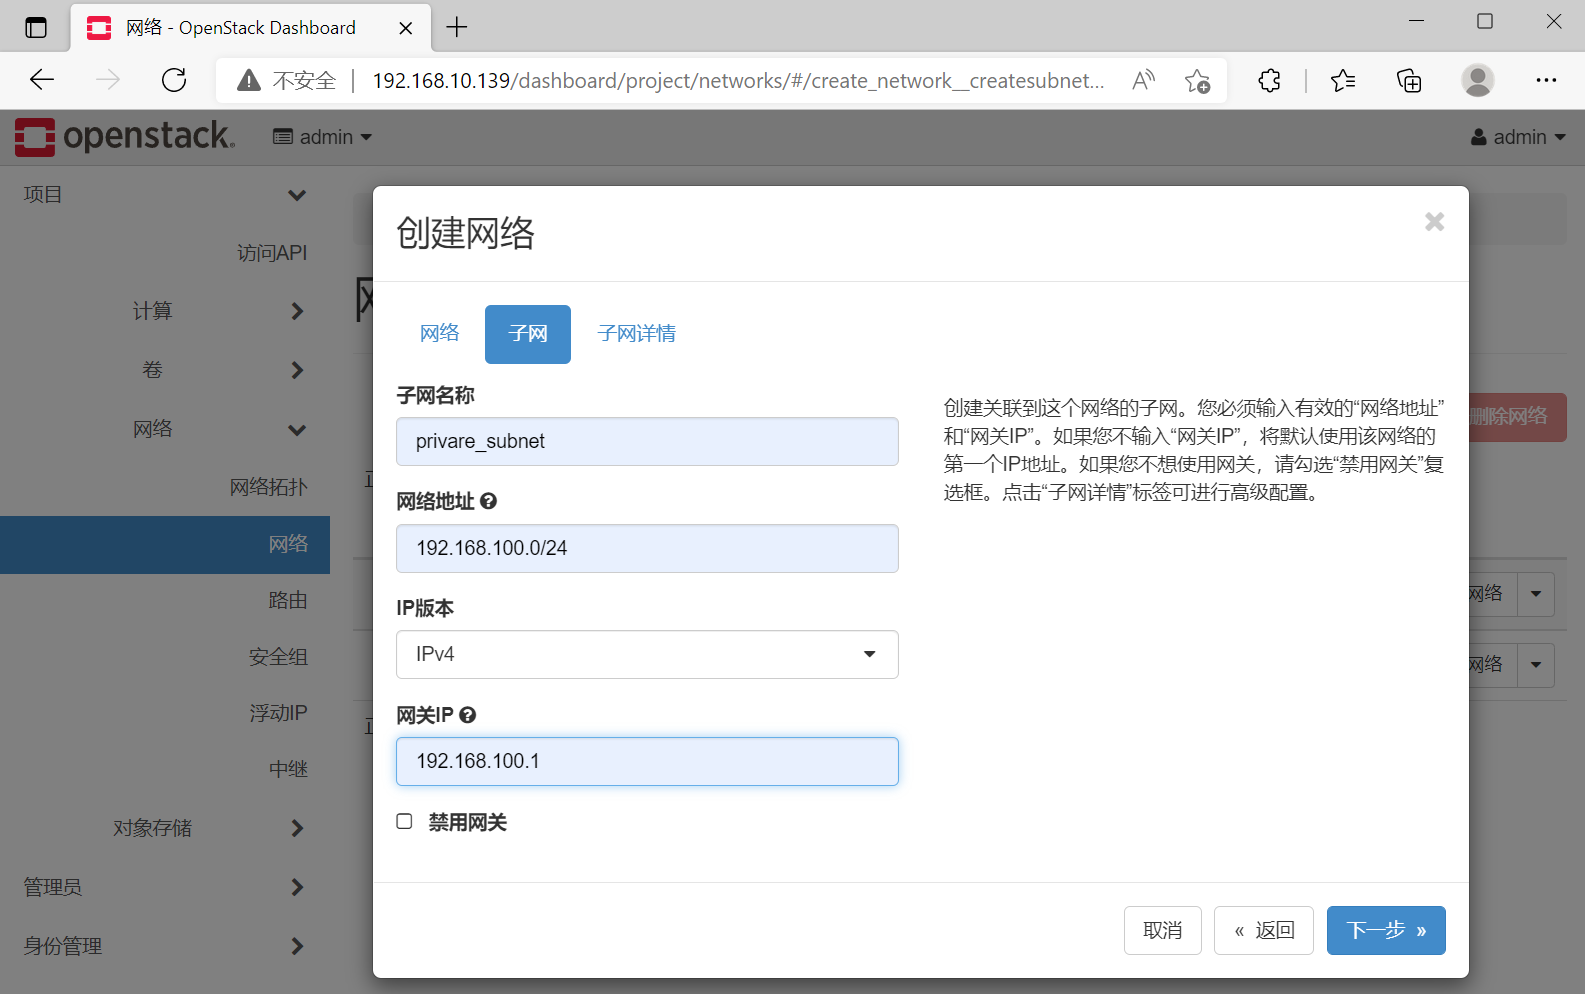 网络 - OpenStack Dashboard
不安全 192.168.10.139/dashboard/project/networks/#/create_network__createsubnet...
openstack. admin
admin
项目
访问API
计算
卷
网络
网络拓扑
网络
路由
安全组
浮动IP
中继
对象存储
管理员
身份管理
创建网络
网络 子网 子网详情
子网名称
privare_subnet
网络地址
192.168.100.0/24
IP版本
IPv4
网关IP
192.168.100.1
禁用网关
创建关联到这个网络的子网。您必须输入有效的“网络地址”
和“网关IP”。如果您不输入“网关IP”，将默认使用该网络的
第一个IP地址。如果您不想使用网关，请勾选“禁用网关”复
选框。点击“子网详情”标签可进行高级配置。
删除网络
网络
网络
取消 « 返回 下一步 »